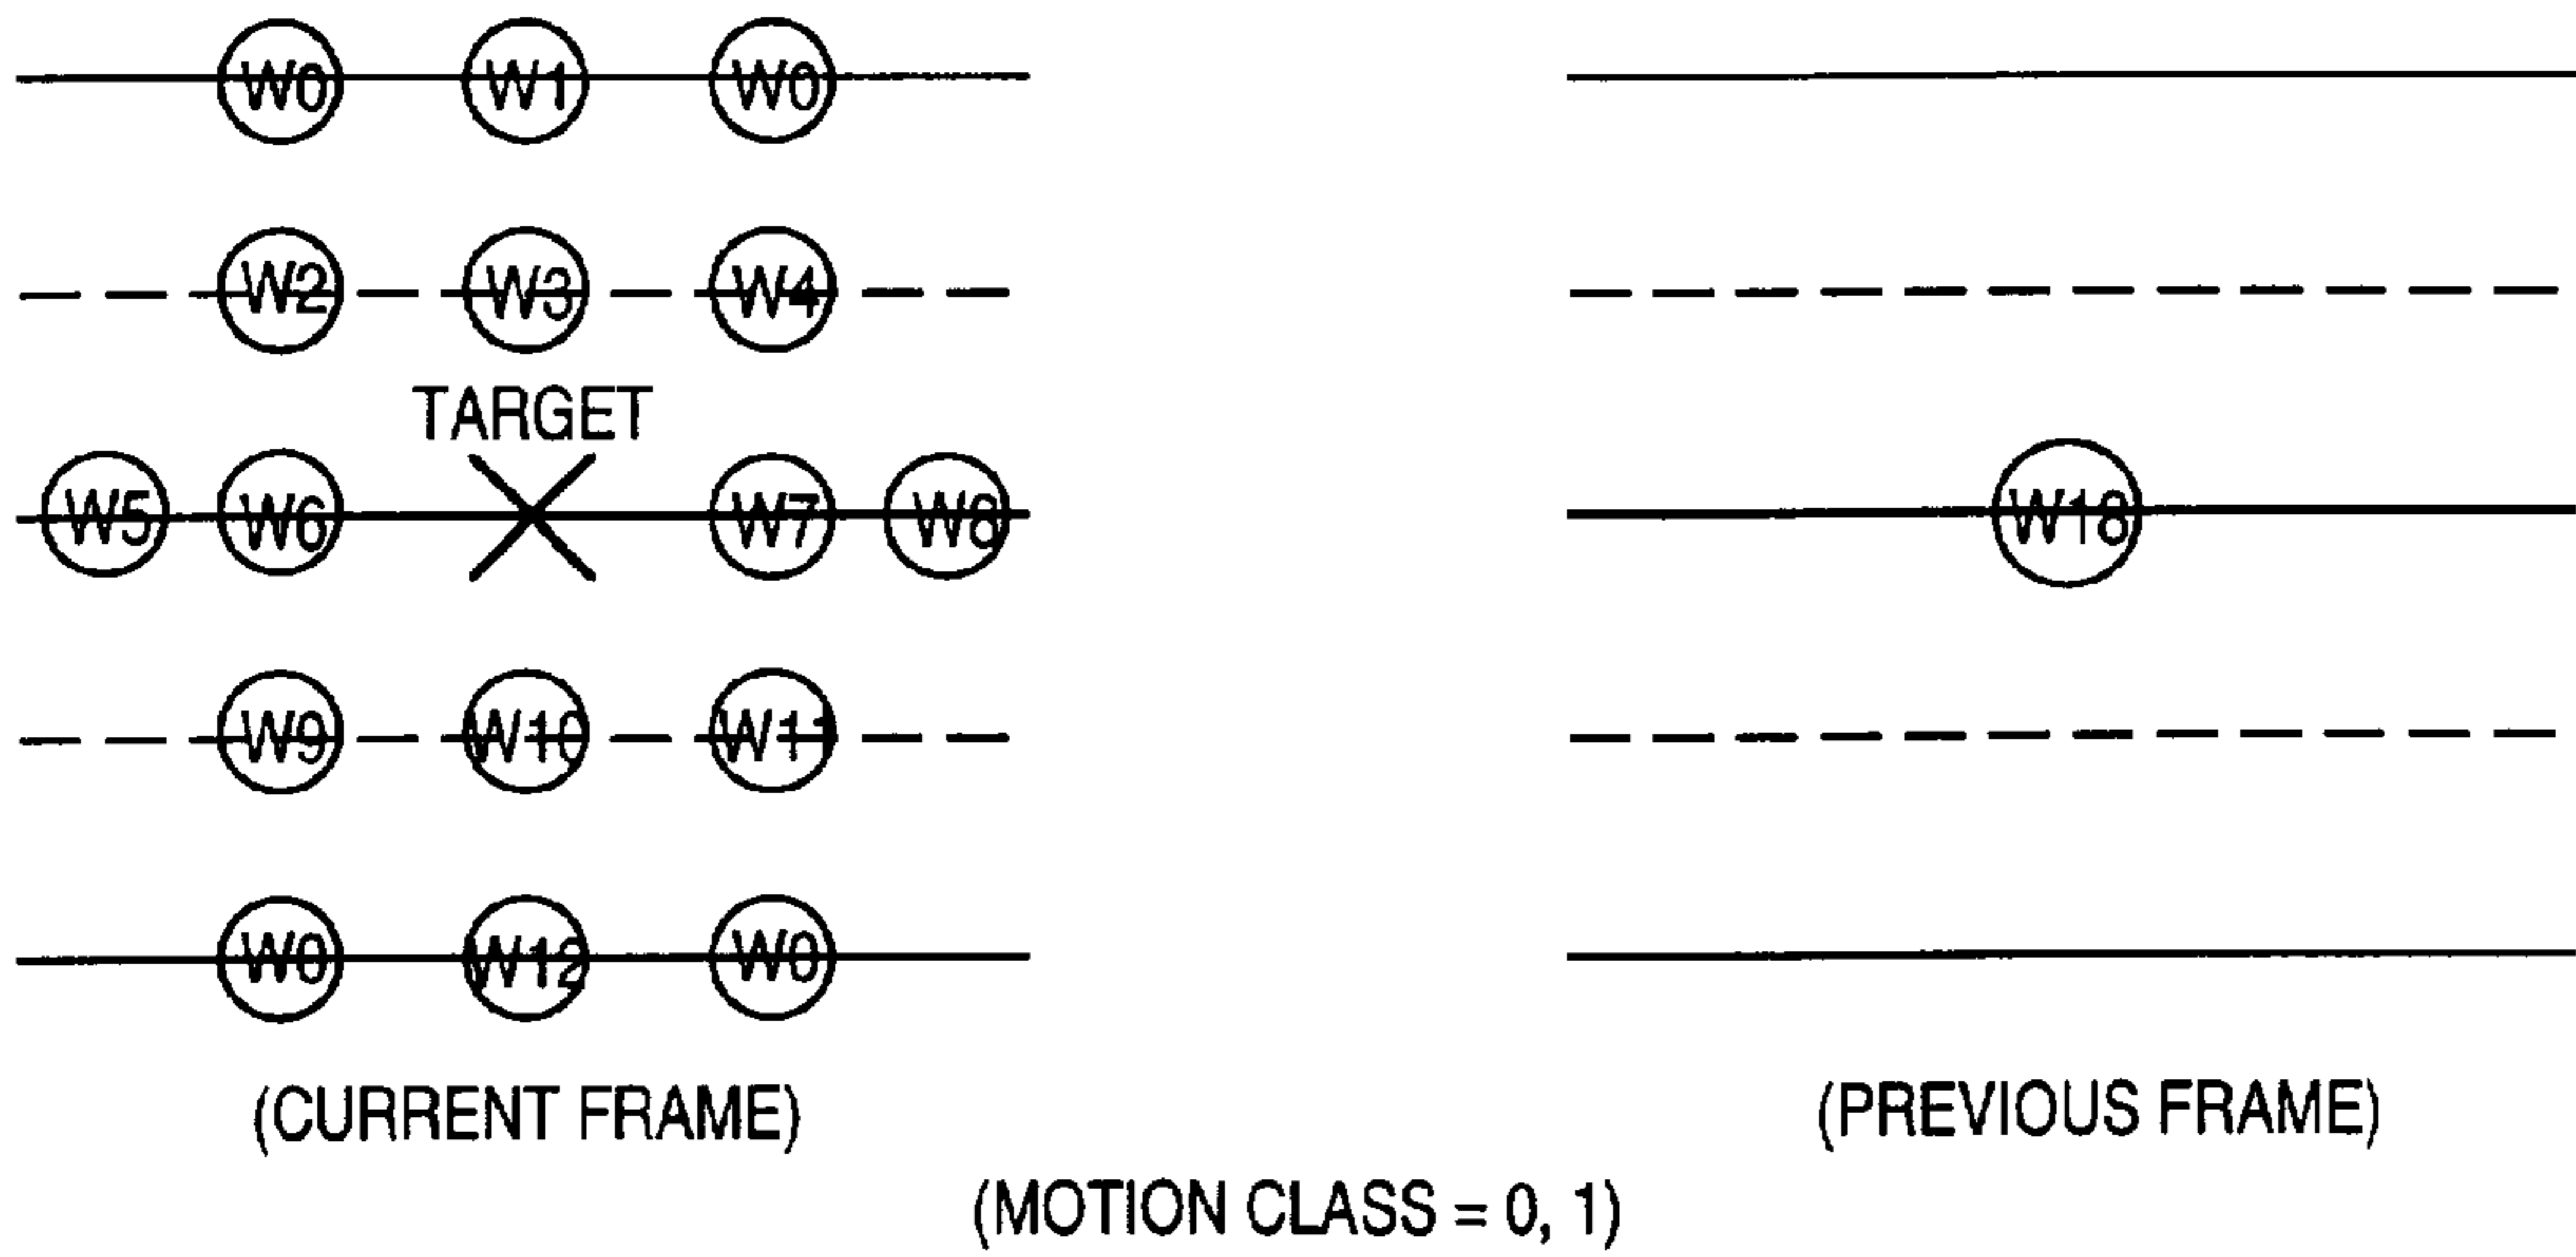 W0 W1 W0
W2 W3 W4
TARGET
W5 W6 W7 W8 W18
W9 W10 W11
W0 W12 W0
(CURRENT FRAME) (PREVIOUS FRAME)
(MOTION CLASS = 0, 1)